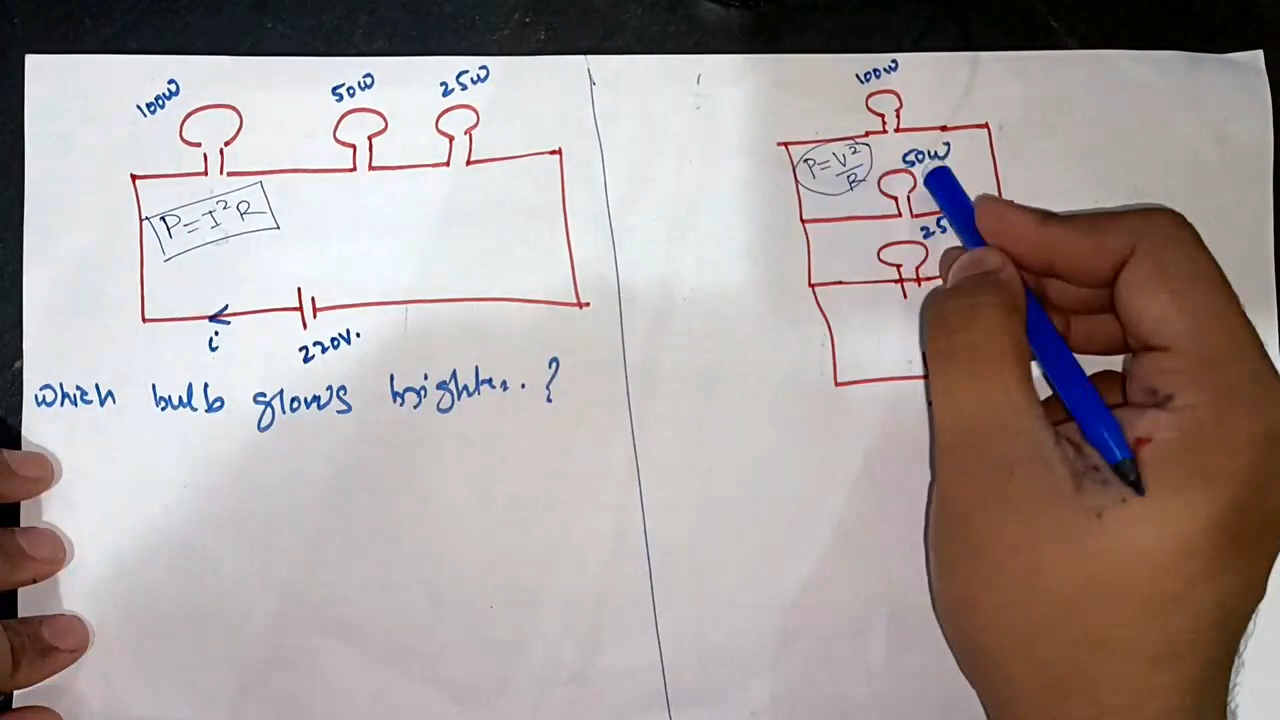 100W
50W
25W
P=I²R
i
220V.
which bulb glows brighter.?
100W
P=V²/R
50W
25